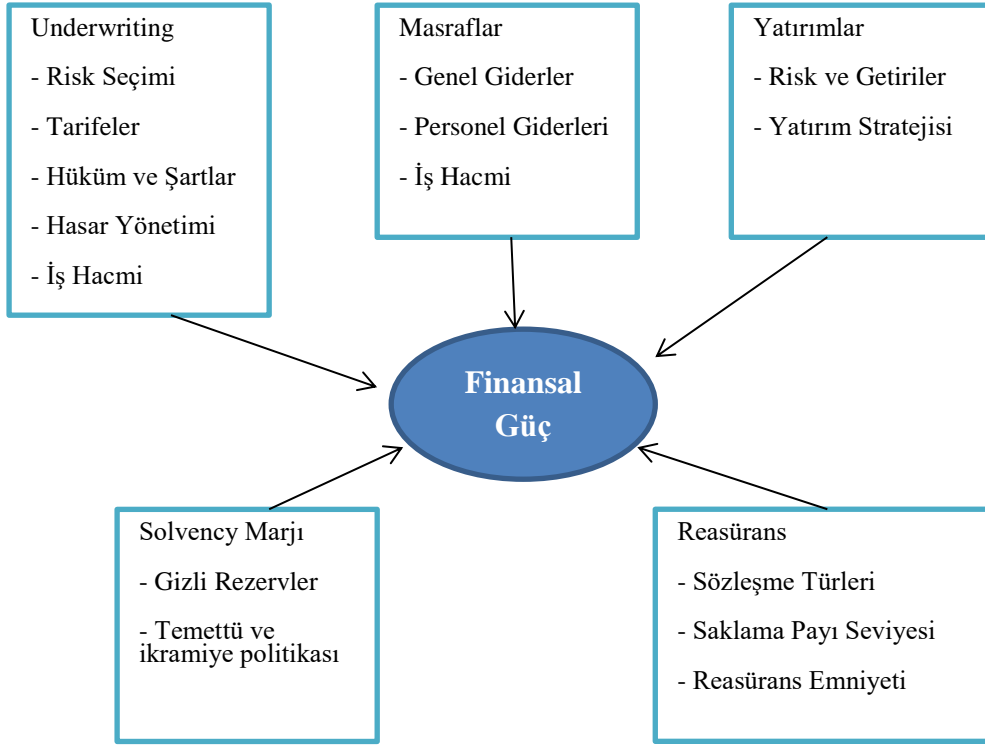 Underwriting
- Risk Seçimi
- Tarifeler
- Hüküm ve Şartlar
- Hasar Yönetimi
- İş Hacmi
Masraflar
- Genel Giderler
- Personel Giderleri
- İş Hacmi
Yatırımlar
- Risk ve Getiriler
- Yatırım Stratejisi
Finansal
Güç
Solvency Marjı
- Gizli Rezervler
- Temettü ve
ikramiye politikası
Reasürans
- Sözleşme Türleri
- Saklama Payı Seviyesi
- Reasürans Emniyeti